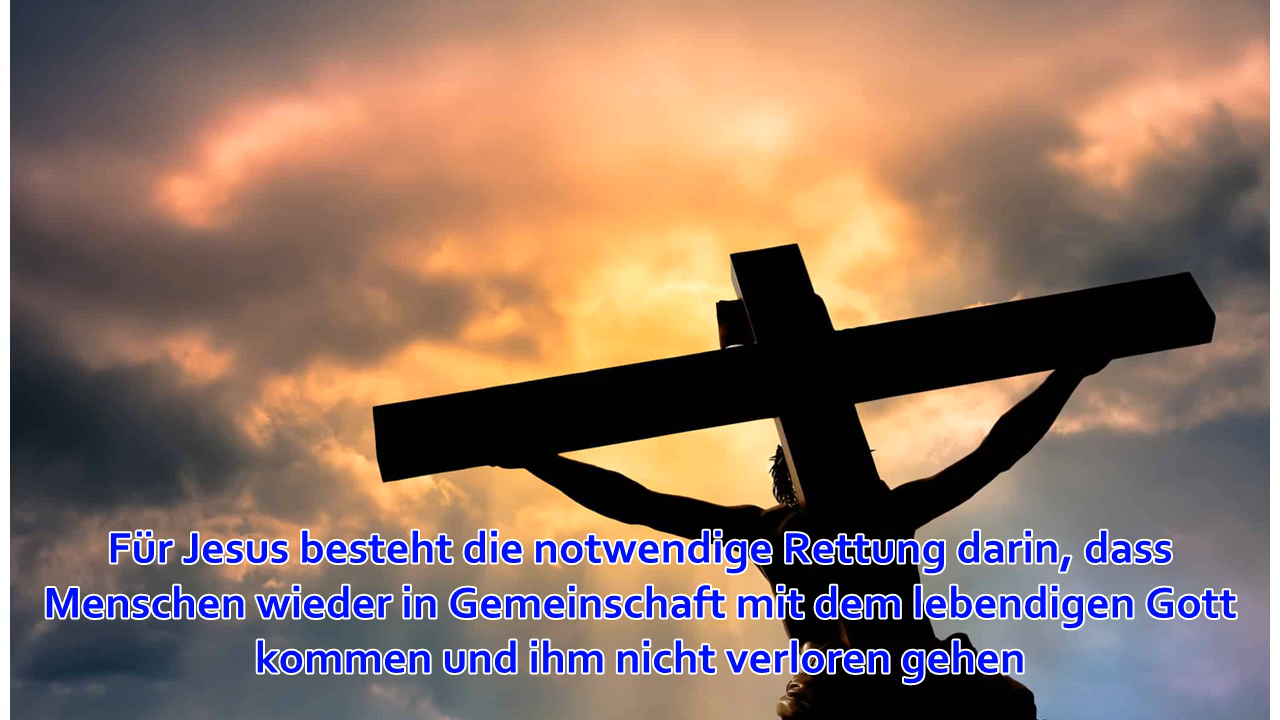 Für Jesus besteht die notwendige Rettung darin, dass
Menschen wieder in Gemeinschaft mit dem lebendigen Gott
kommen und ihm nicht verloren gehen